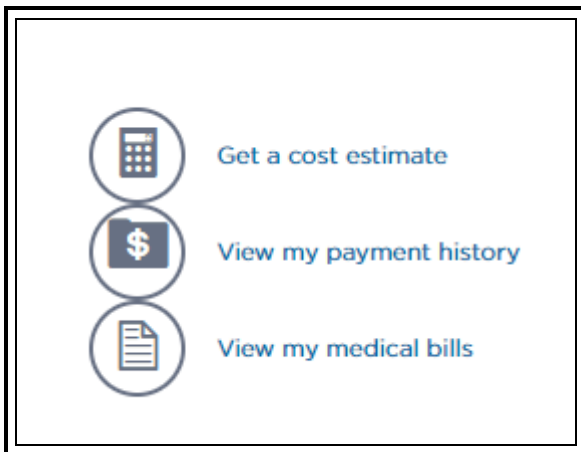 Get a cost estimate
$
View my payment history
View my medical bills